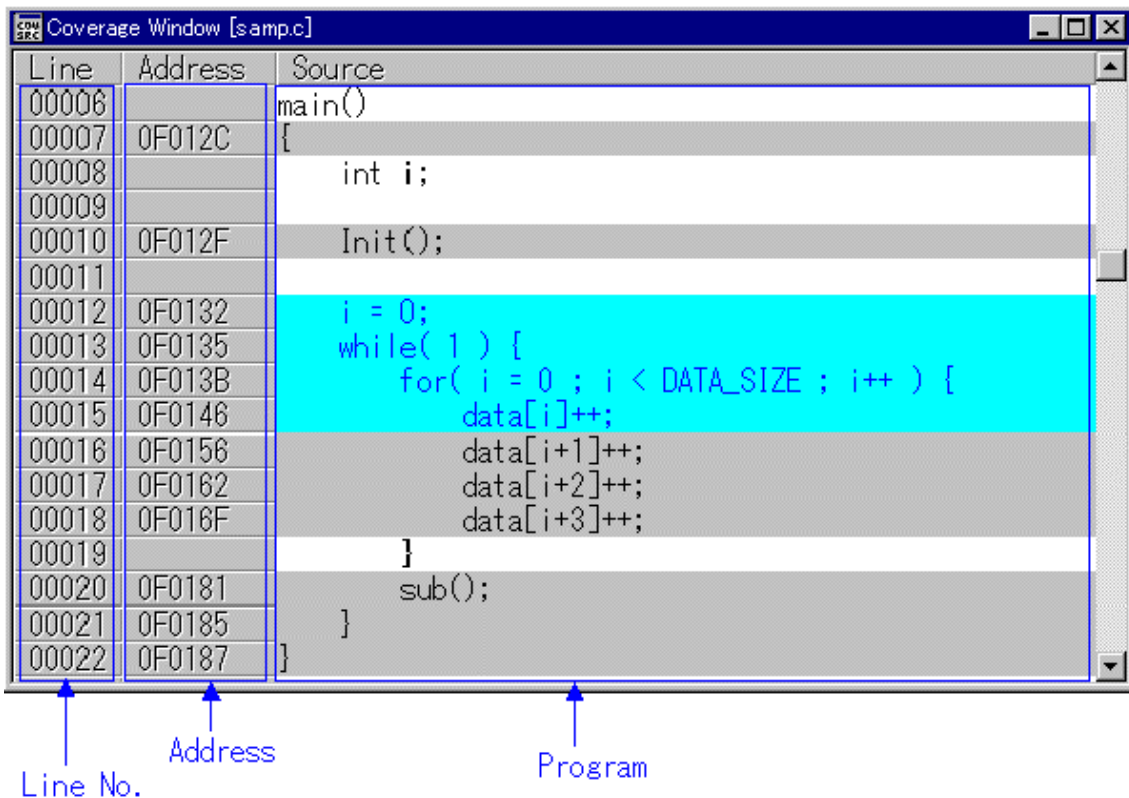 COV SRC Coverage Window [samp.c]
Line Address Source
00006 main()
00007 0F012C {
00008 int i;
00009
00010 0F012F Init();
00011
00012 0F0132 i = 0;
00013 0F0135 while( 1 ) {
00014 0F013B for( i = 0 ; i < DATA_SIZE ; i++ ) {
00015 0F0146 data[i]++;
00016 0F0156 data[i+1]++;
00017 0F0162 data[i+2]++;
00018 0F016F data[i+3]++;
00019 }
00020 0F0181 sub();
00021 0F0185 }
00022 0F0187 }
Line No.
Address
Program